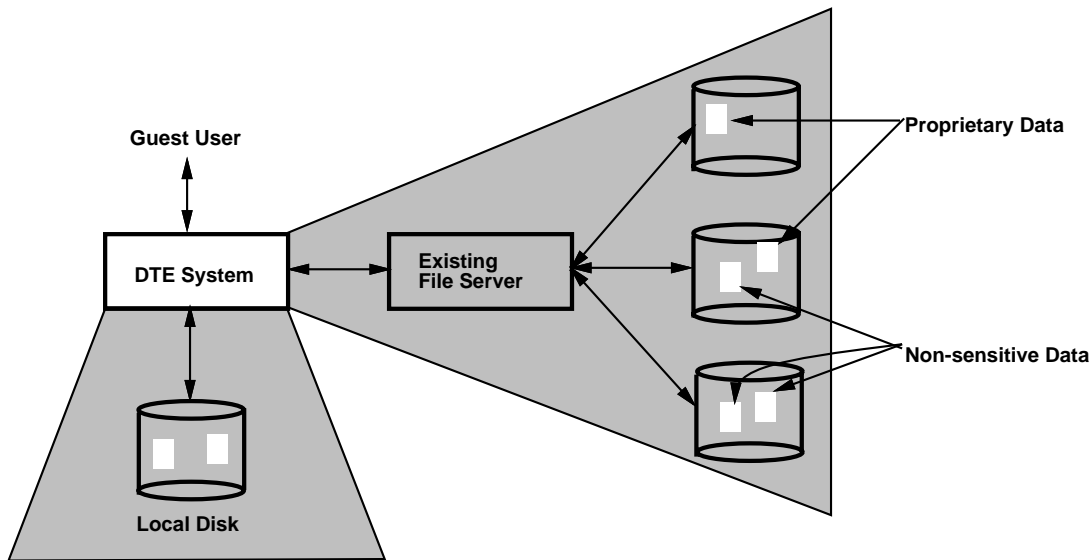 Guest User
Proprietary Data
DTE System
Existing
File Server
Non-sensitive Data
Local Disk